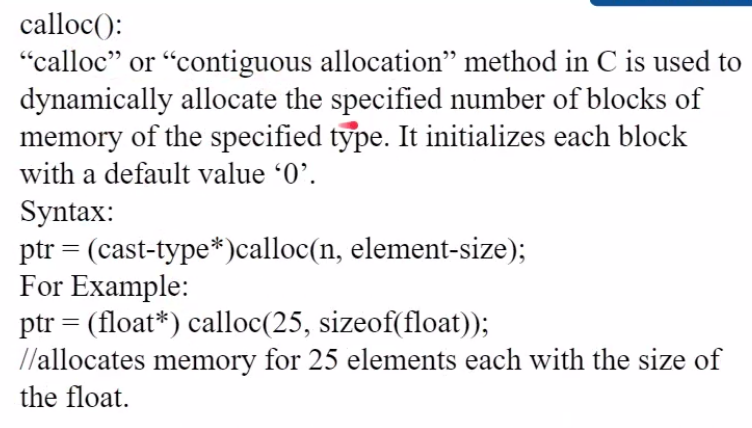 calloc():
“calloc” or “contiguous allocation” method in C is used to
dynamically allocate the specified number of blocks of
memory of the specified type. It initializes each block
with a default value ‘0’.
Syntax:
ptr = (cast-type*)calloc(n, element-size);
For Example:
ptr = (float*) calloc(25, sizeof(float));
//allocates memory for 25 elements each with the size of
the float.